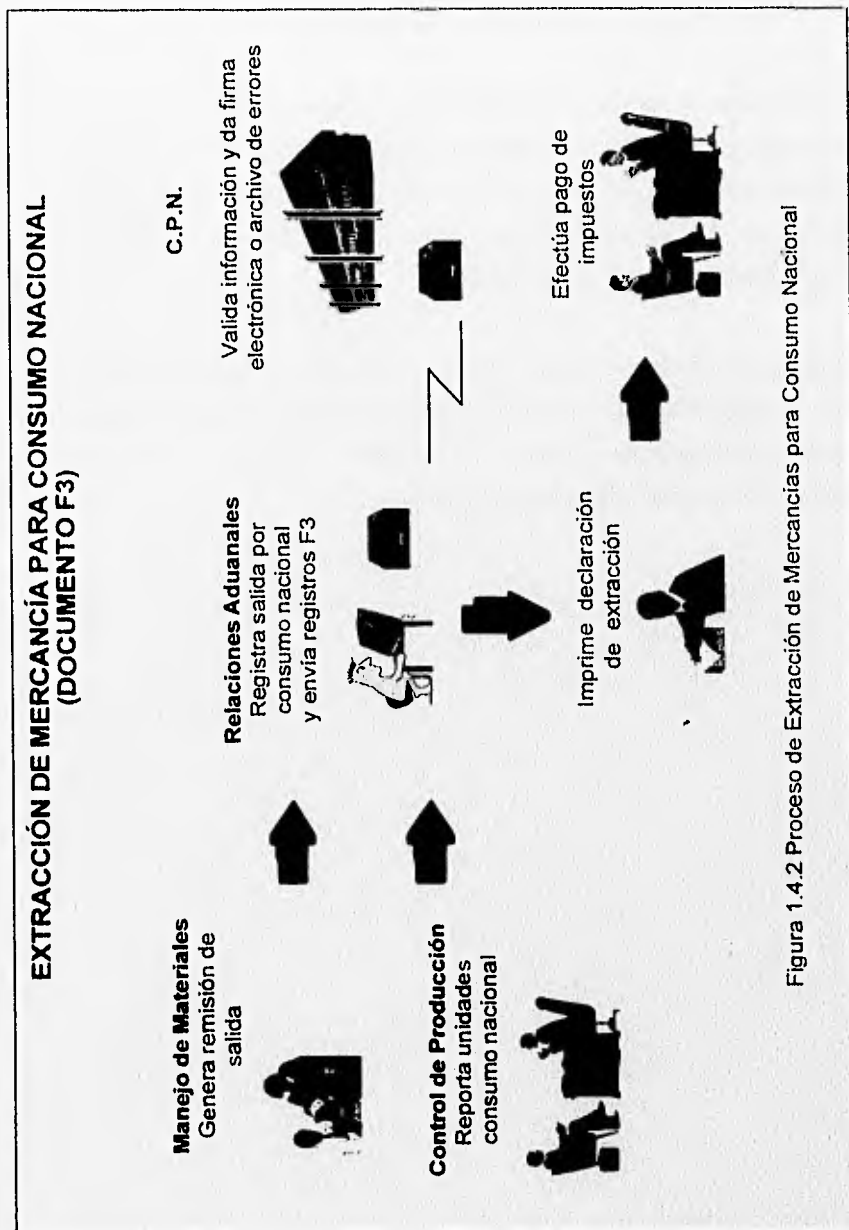 EXTRACCIÓN DE MERCANCÍA PARA CONSUMO NACIONAL
(DOCUMENTO F3)
Manejo de Materiales
Genera remisión de
salida
Control de Producción
Reporta unidades
consumo nacional
Relaciones Aduanales
Registra salida por
consumo nacional
y envía registros F3
Imprime declaración
de extracción
C.P.N.
Valida información y da firma
electrónica o archivo de errores
Efectúa pago de
impuestos
Figura 1.4.2 Proceso de Extracción de Mercancías para Consumo Nacional